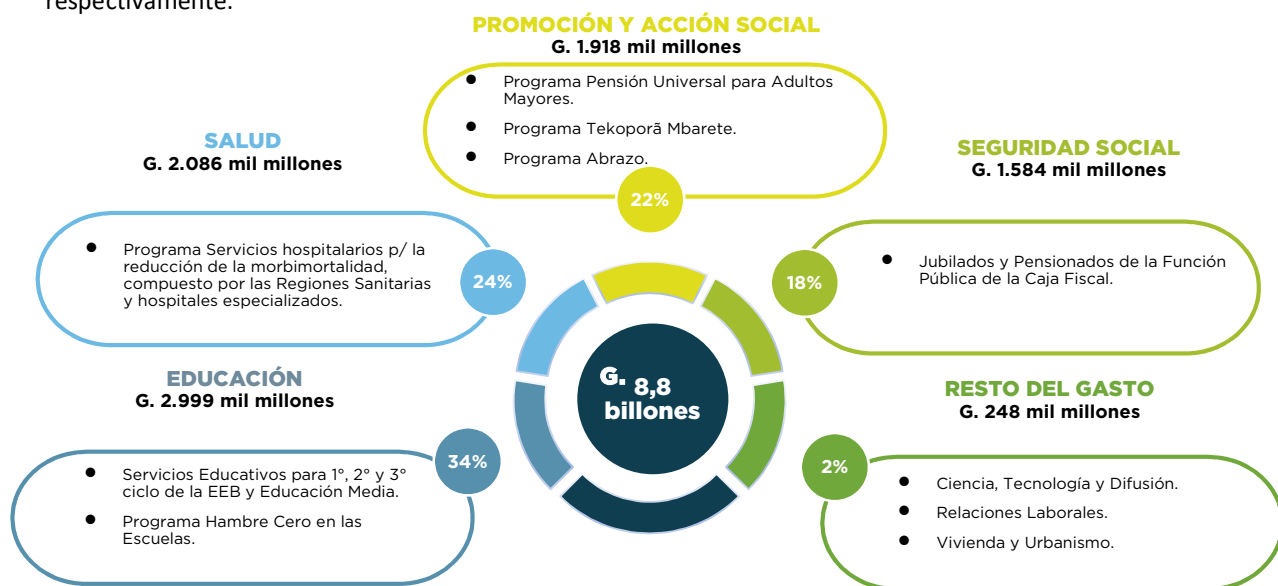 respectivamente.
PROMOCIÓN Y ACCIÓN SOCIAL
G. 1.918 mil millones
● Programa Pensión Universal para Adultos
Mayores.
● Programa Tekoporã Mbarete.
● Programa Abrazo.
22%
SALUD
G. 2.086 mil millones
● Programa Servicios hospitalarios p/ la
reducción de la morbimortalidad,
compuesto por las Regiones Sanitarias
y hospitales especializados.
24%
SEGURIDAD SOCIAL
G. 1.584 mil millones
● Jubilados y Pensionados de la Función
Pública de la Caja Fiscal.
18%
G. 8,8
billones
EDUCACIÓN
G. 2.999 mil millones
● Servicios Educativos para 1°, 2° y 3°
ciclo de la EEB y Educación Media.
● Programa Hambre Cero en las
Escuelas.
34%
RESTO DEL GASTO
G. 248 mil millones
● Ciencia, Tecnología y Difusión.
● Relaciones Laborales.
● Vivienda y Urbanismo.
2%